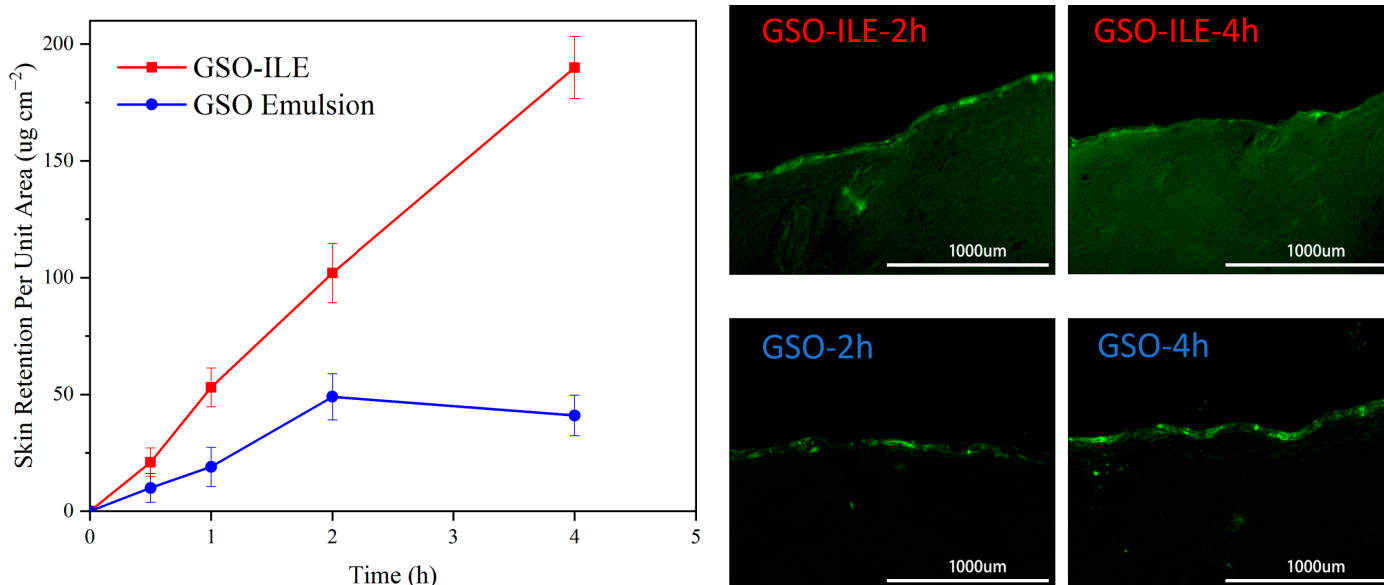 Skin Retention Per Unit Area (ug cm⁻²)
200
150
100
50
0
GSO-ILE
GSO Emulsion
0 1 2 3 4 5
Time (h)
GSO-ILE-2h
1000um
GSO-ILE-4h
1000um
GSO-2h
1000um
GSO-4h
1000um